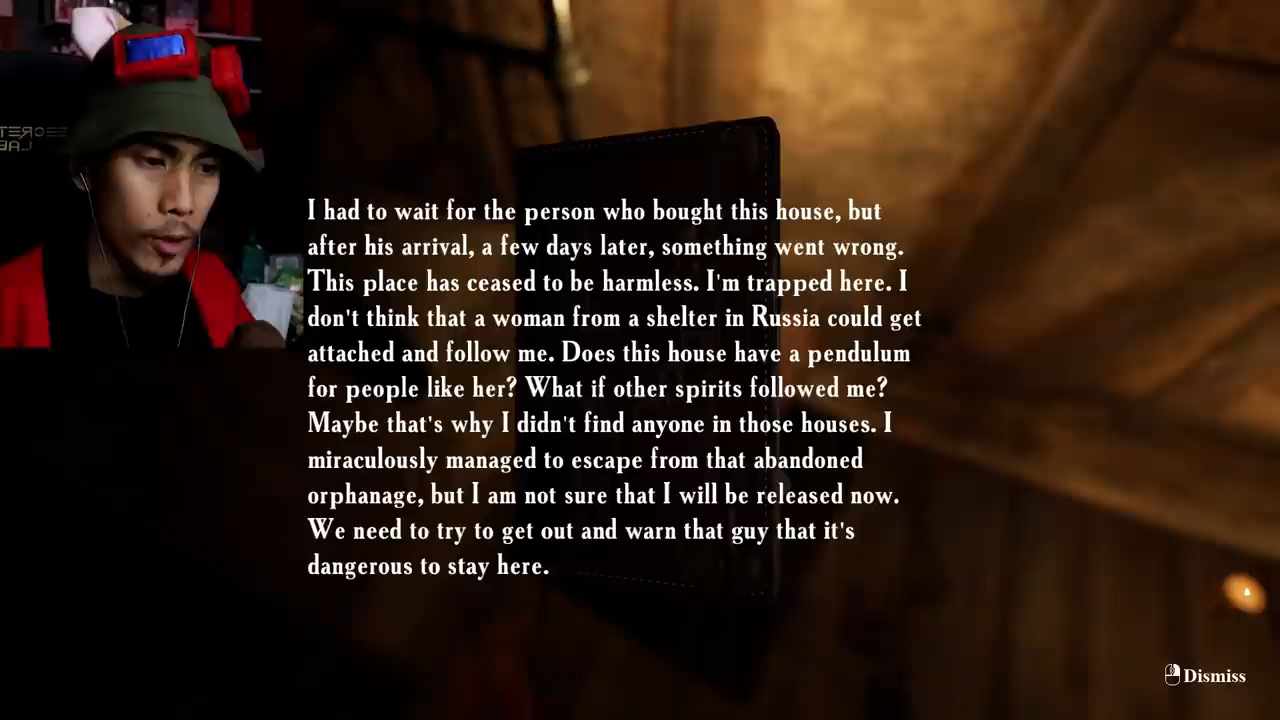 I had to wait for the person who bought this house, but
after his arrival, a few days later, something went wrong.
This place has ceased to be harmless. I'm trapped here. I
don't think that a woman from a shelter in Russia could get
attached and follow me. Does this house have a pendulum
for people like her? What if other spirits followed me?
Maybe that's why I didn't find anyone in those houses. I
miraculously managed to escape from that abandoned
orphanage, but I am not sure that I will be released now.
We need to try to get out and warn that guy that it's
dangerous to stay here.
Dismiss